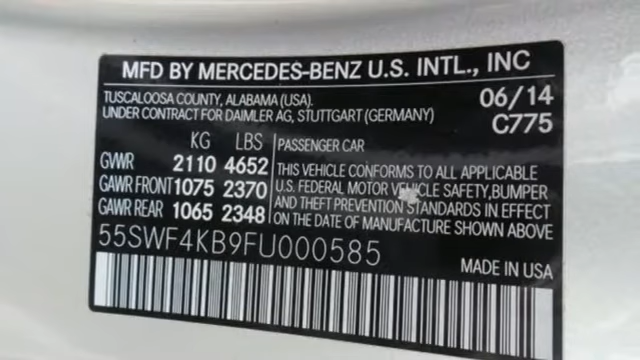 MFD BY MERCEDES-BENZ U.S. INTL., INC
TUSCALOOSA COUNTY, ALABAMA (USA). 06/14
UNDER CONTRACT FOR DAIMLER AG, STUTTGART (GERMANY) C775
KG LBS PASSENGER CAR
GVWR 2110 4652 THIS VEHICLE CONFORMS TO ALL APPLICABLE
GAWR FRONT 1075 2370 U.S. FEDERAL MOTOR VEHICLE SAFETY,BUMPER
GAWR REAR 1065 2348 AND THEFT PREVENTION STANDARDS IN EFFECT
ON THE DATE OF MANUFACTURE SHOWN ABOVE.
55SWF4KB9FU000585
MADE IN USA